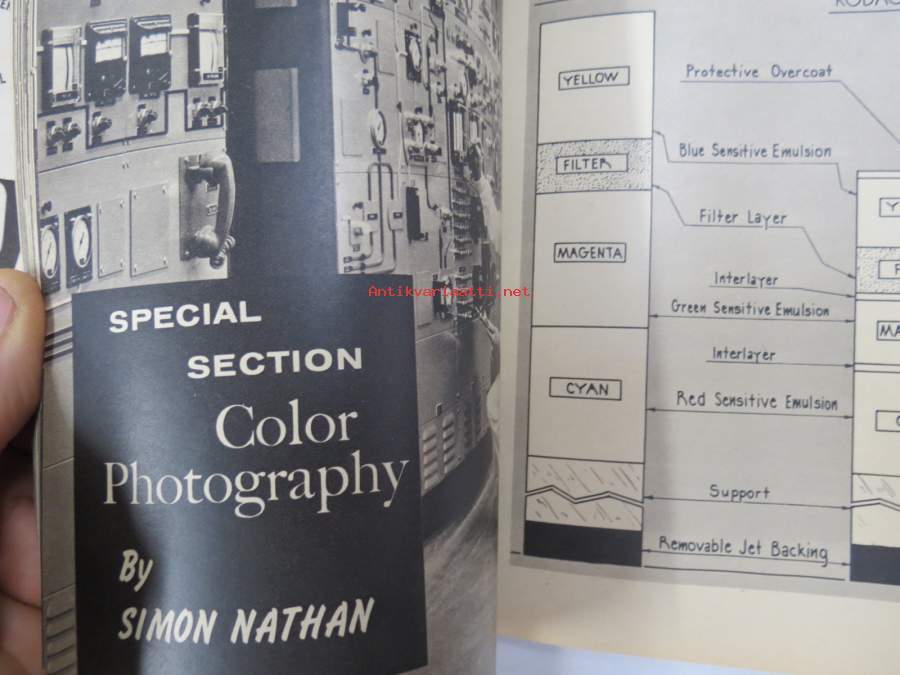 SPECIAL
SECTION
Color
Photography
By
SIMON NATHAN
Antikvariaatti.net
YELLOW
FILTER
MAGENTA
CYAN
Protective Overcoat
Blue Sensitive Emulsion
Filter Layer
Interlayer
Green Sensitive Emulsion
Interlayer
Red Sensitive Emulsion
Support
Removable Jet Backing